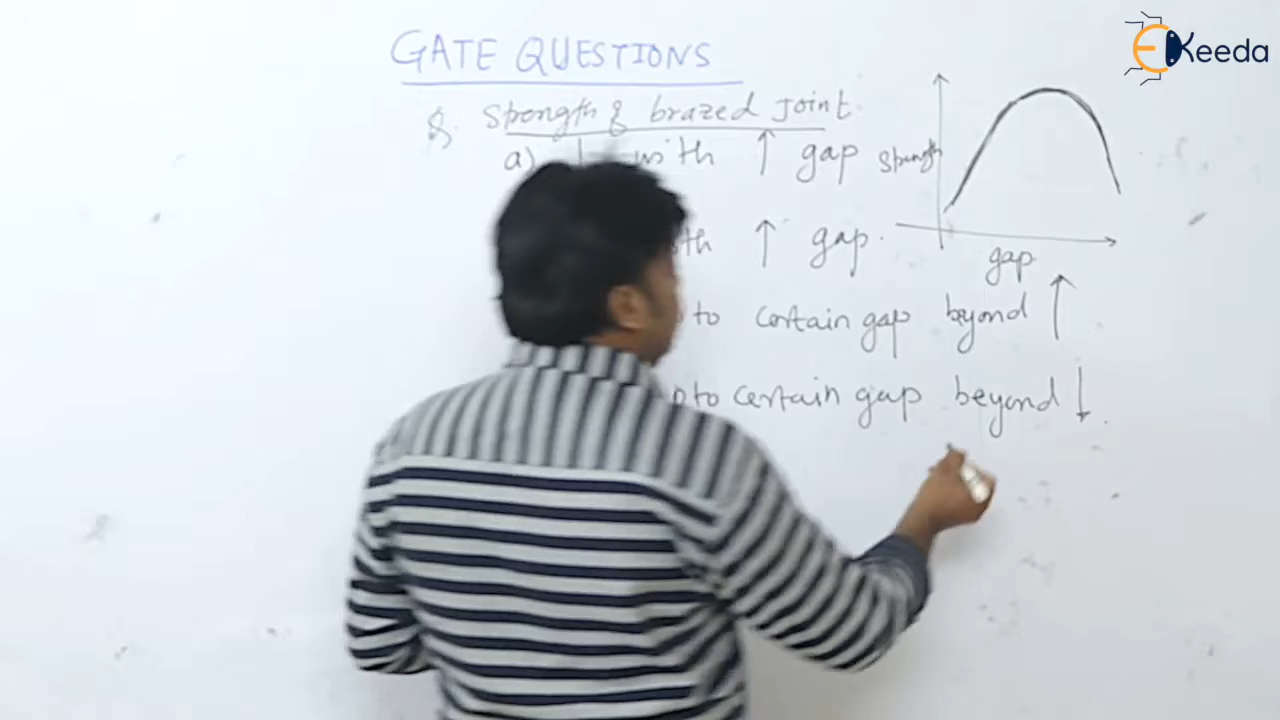 EKeeda
GATE QUESTIONS
Q. Strength of brazed joint.
a) with ↑ gap
↑ gap.
to certain gap beyond ↑
to certain gap beyond ↓
Strength
gap